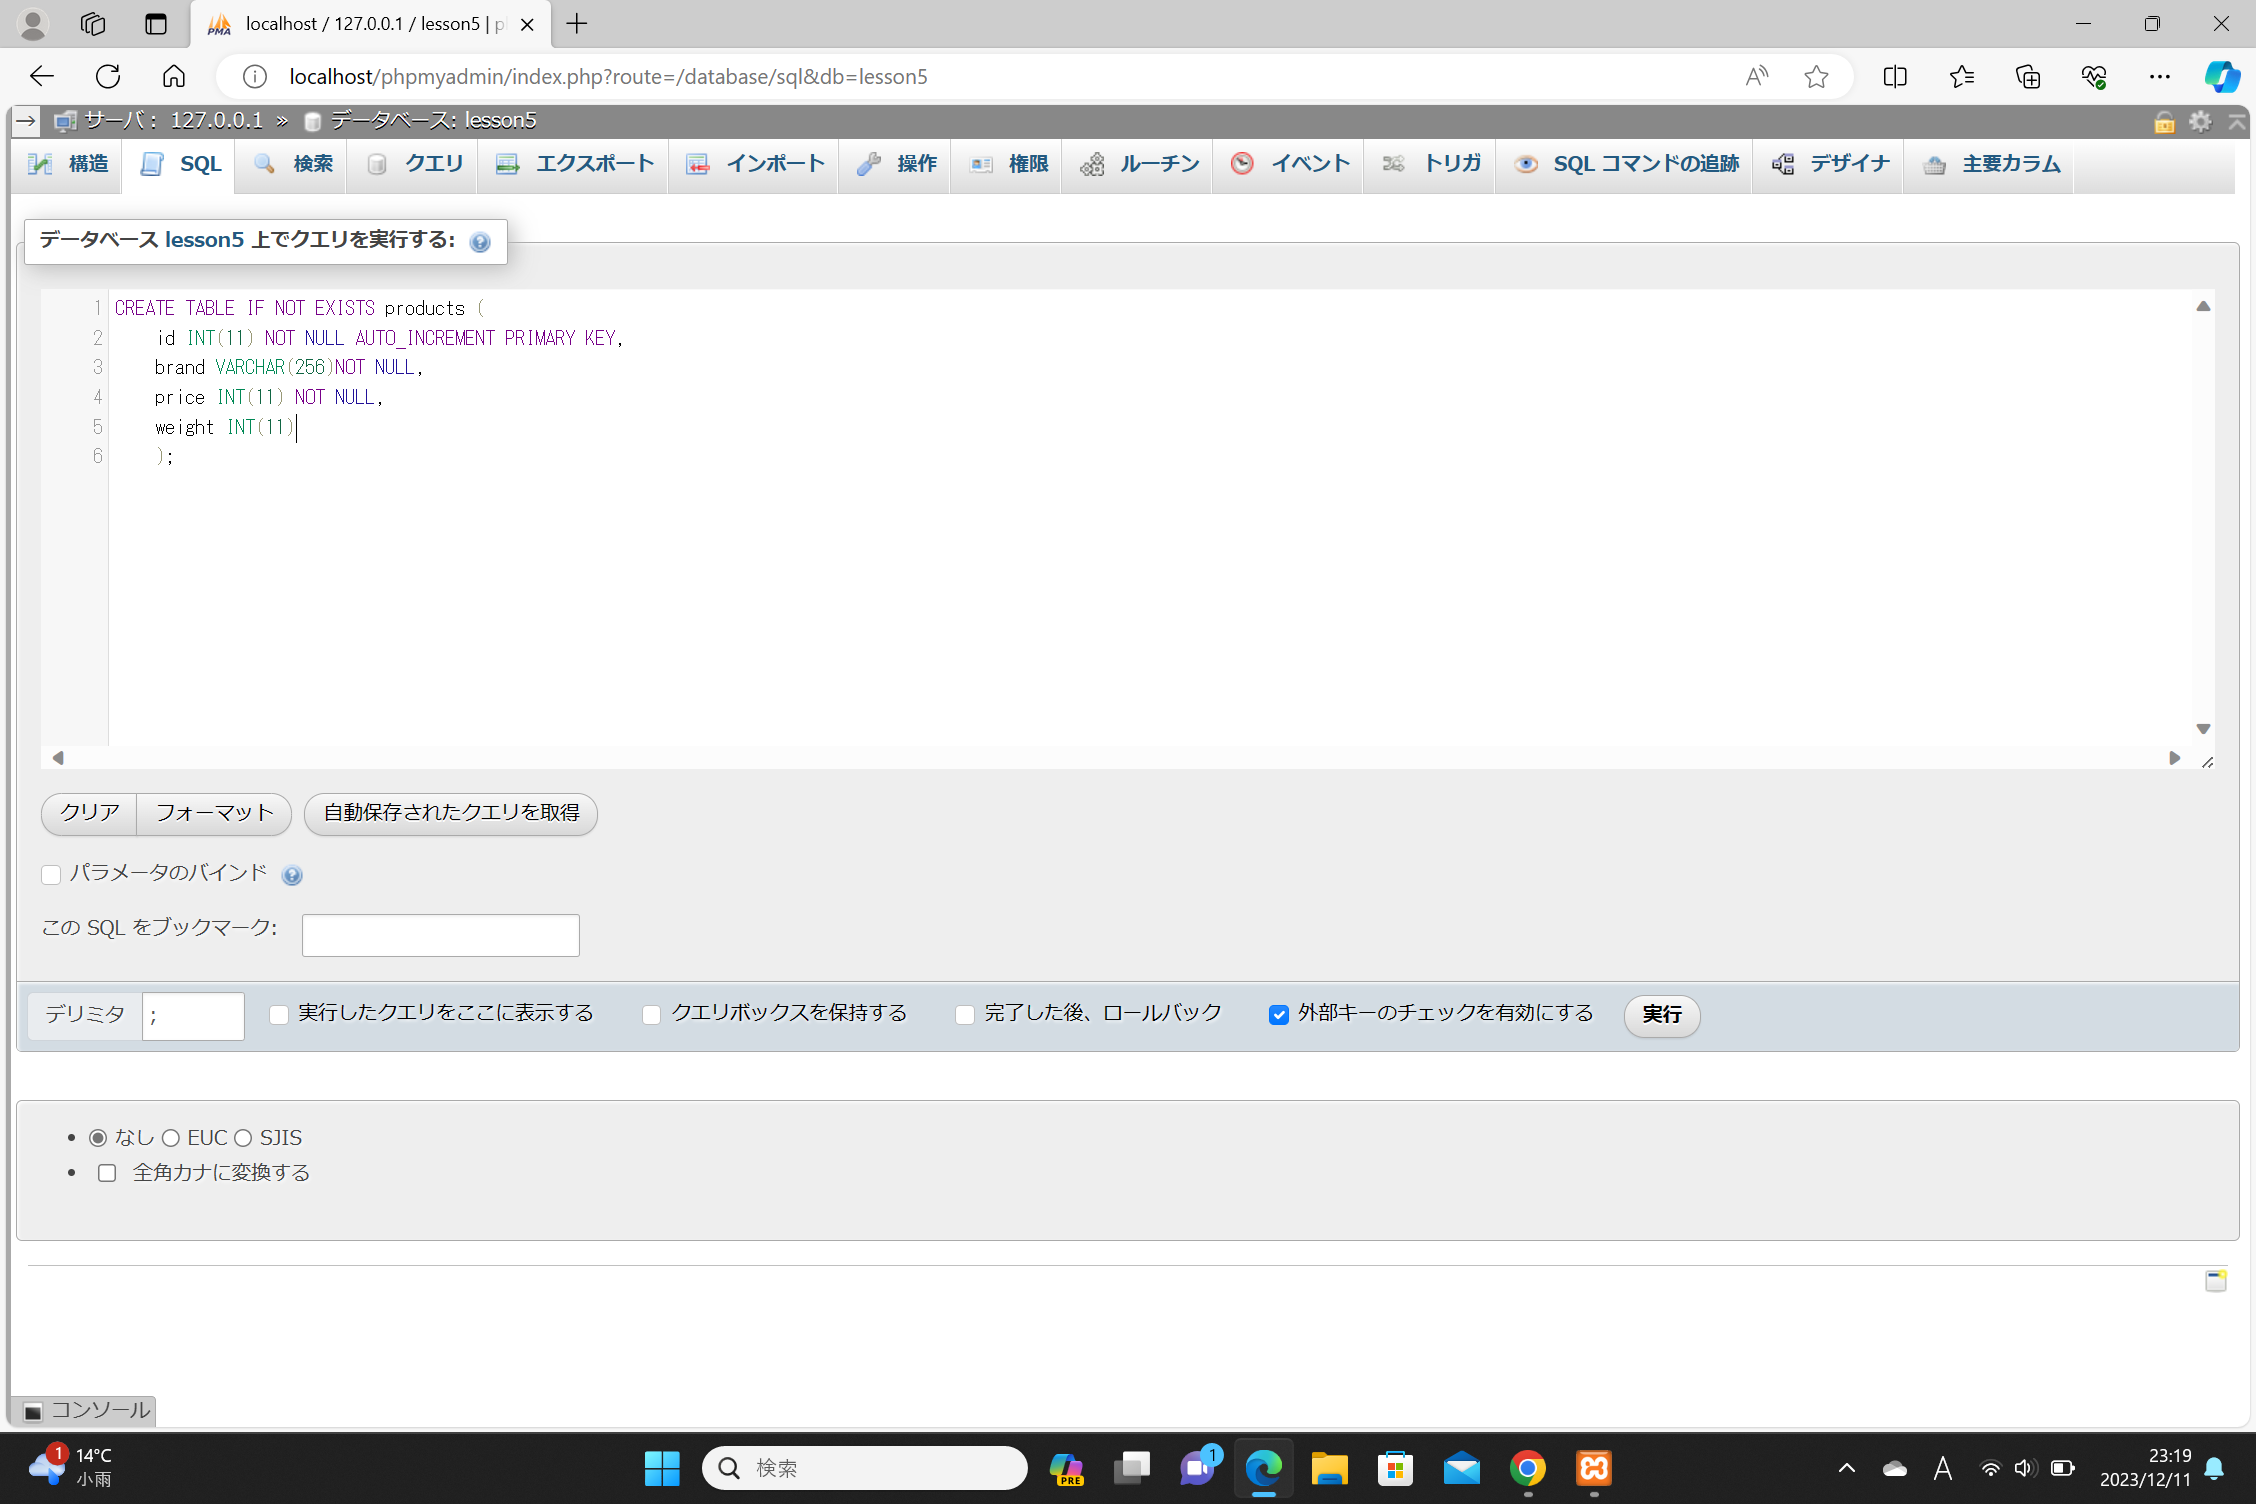 localhost / 127.0.0.1 / lesson5 | p
localhost/phpmyadmin/index.php?route=/database/sql&db=lesson5
サーバ： 127.0.0.1 » データベース: lesson5
構造 SQL 検索 クエリ エクスポート インポート 操作 権限 ルーチン イベント トリガ SQL コマンドの追跡 デザイナ 主要カラム
データベース lesson5 上でクエリを実行する:
1 CREATE TABLE IF NOT EXISTS products (
2 id INT(11) NOT NULL AUTO_INCREMENT PRIMARY KEY,
3 brand VARCHAR(256)NOT NULL,
4 price INT(11) NOT NULL,
5 weight INT(11)
6 );
クリア フォーマット 自動保存されたクエリを取得
パラメータのバインド
この SQL をブックマーク:
デリミタ ; 実行したクエリをここに表示する クエリボックスを保持する 完了した後、ロールバック 外部キーのチェックを有効にする 実行
なし EUC SJIS
全角カナに変換する
コンソール
1 14°C
小雨
検索
PRE
1
A
23:19
2023/12/11